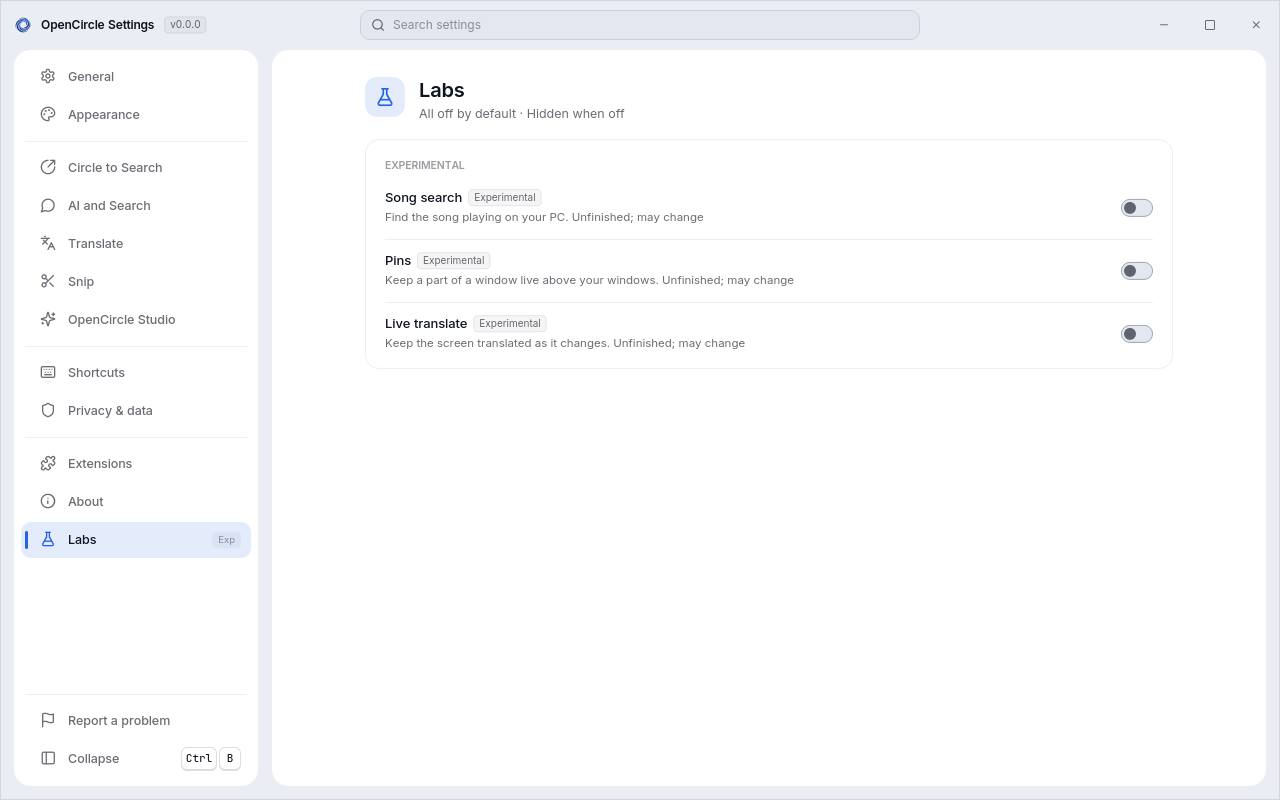 OpenCircle Settings v0.0.0
Search settings
General
Appearance
Circle to Search
AI and Search
Translate
Snip
OpenCircle Studio
Shortcuts
Privacy & data
Extensions
About
Labs Exp
Report a problem
Collapse Ctrl B
Labs
All off by default · Hidden when off
EXPERIMENTAL
Song search Experimental
Find the song playing on your PC. Unfinished; may change
Pins Experimental
Keep a part of a window live above your windows. Unfinished; may change
Live translate Experimental
Keep the screen translated as it changes. Unfinished; may change